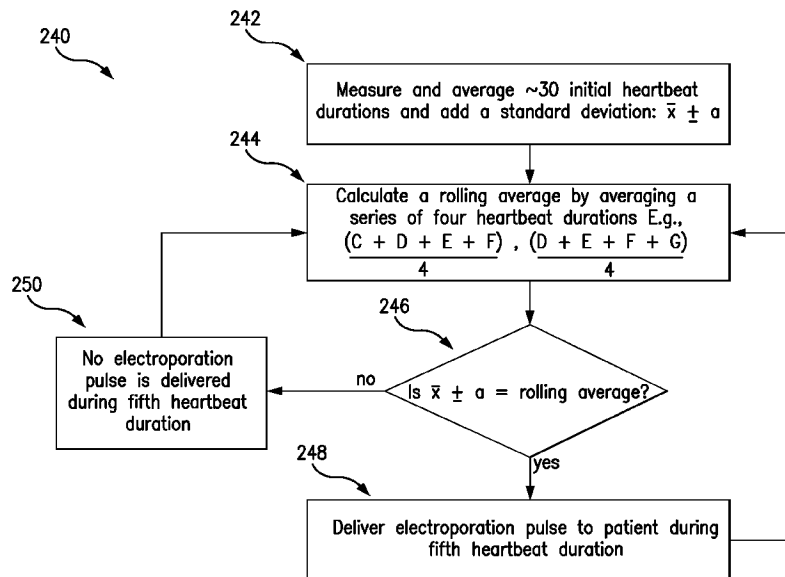 240
242
Measure and average ~30 initial heartbeat
durations and add a standard deviation: x̄ ± a
244
Calculate a rolling average by averaging a
series of four heartbeat durations E.g.,
(C + D + E + F) , (D + E + F + G)
4 4
250
246
No electroporation
pulse is delivered
during fifth heartbeat
duration
no
Is x̄ ± a = rolling average?
yes
248
Deliver electroporation pulse to patient during
fifth heartbeat duration